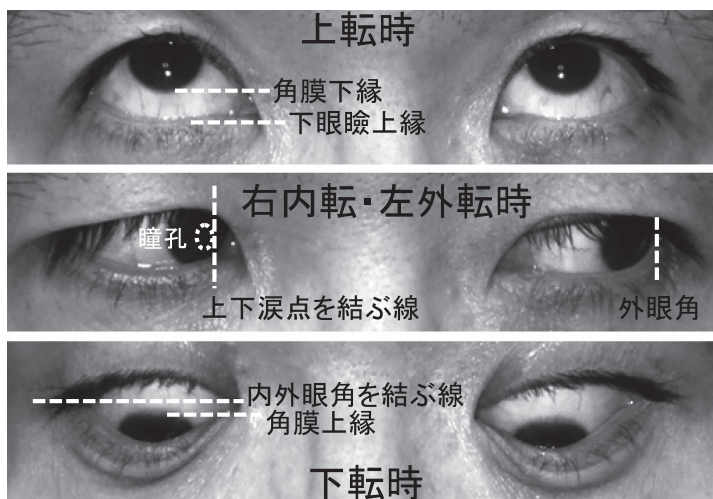 上転時
角膜下縁
下眼瞼上縁
右内転・左外転時
瞳孔
上下涙点を結ぶ線
外眼角
内外眼角を結ぶ線
角膜上縁
下転時